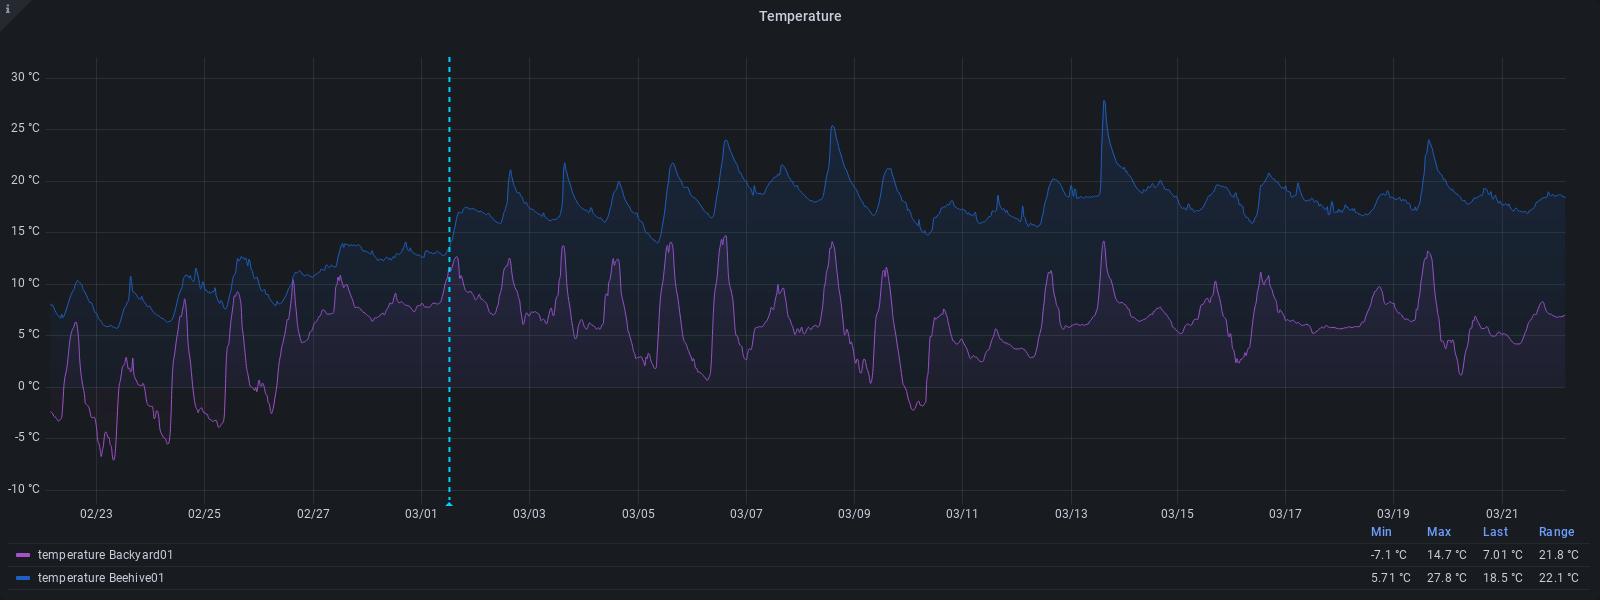 i
Temperature
30 °C
25 °C
20 °C
15 °C
10 °C
5 °C
0 °C
-5 °C
-10 °C
02/23 02/25 02/27 03/01 03/03 03/05 03/07 03/09 03/11 03/13 03/15 03/17 03/19 03/21
Min Max Last Range
temperature Backyard01 -7.1 °C 14.7 °C 7.01 °C 21.8 °C
temperature Beehive01 5.71 °C 27.8 °C 18.5 °C 22.1 °C